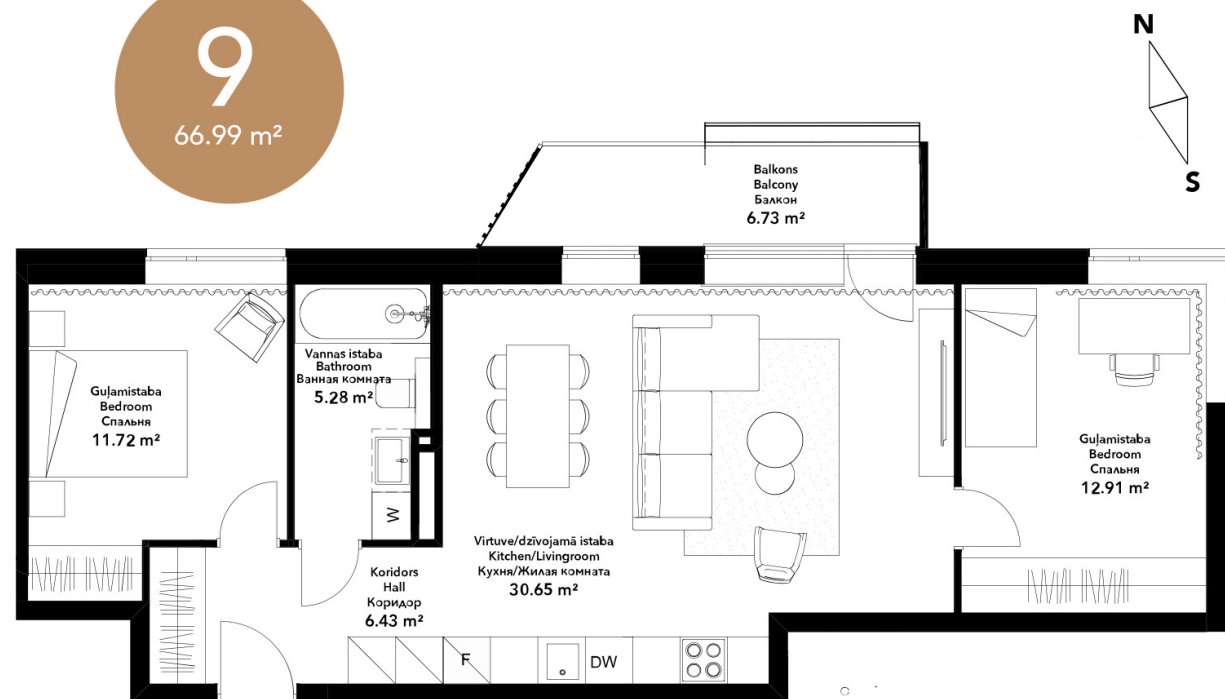 9
66.99 m²
N
S
Balkons
Balcony
Балкон
6.73 m²
Guļamistaba
Bedroom
Спальня
11.72 m²
Vannas istaba
Bathroom
Ванная комната
5.28 m²
W
Guļamistaba
Bedroom
Спальня
12.91 m²
Virtuve/dzīvojamā istaba
Kitchen/Livingroom
Кухня/Жилая комната
30.65 m²
Koridors
Hall
Коридор
6.43 m²
F
DW